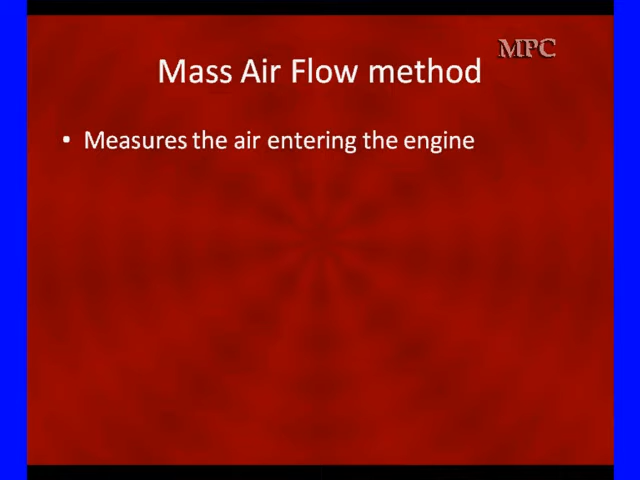 MPC
Mass Air Flow method
• Measures the air entering the engine